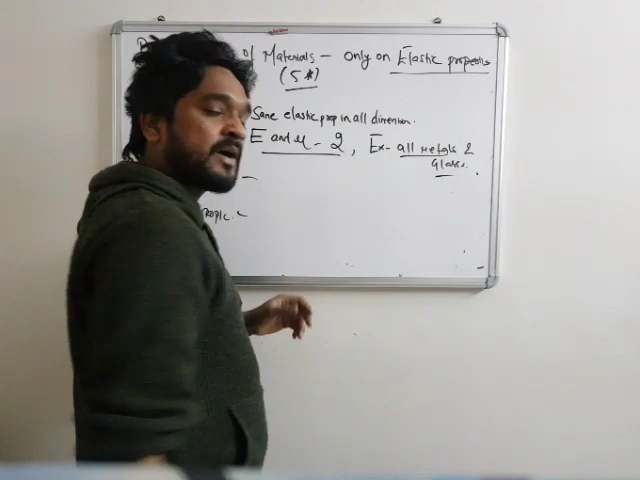 of Materials - only on Elastic properties
(5*)
Same elastic prop in all dimension.
E and μ - 2, Ex- all metals &
Glass.
ropic. -